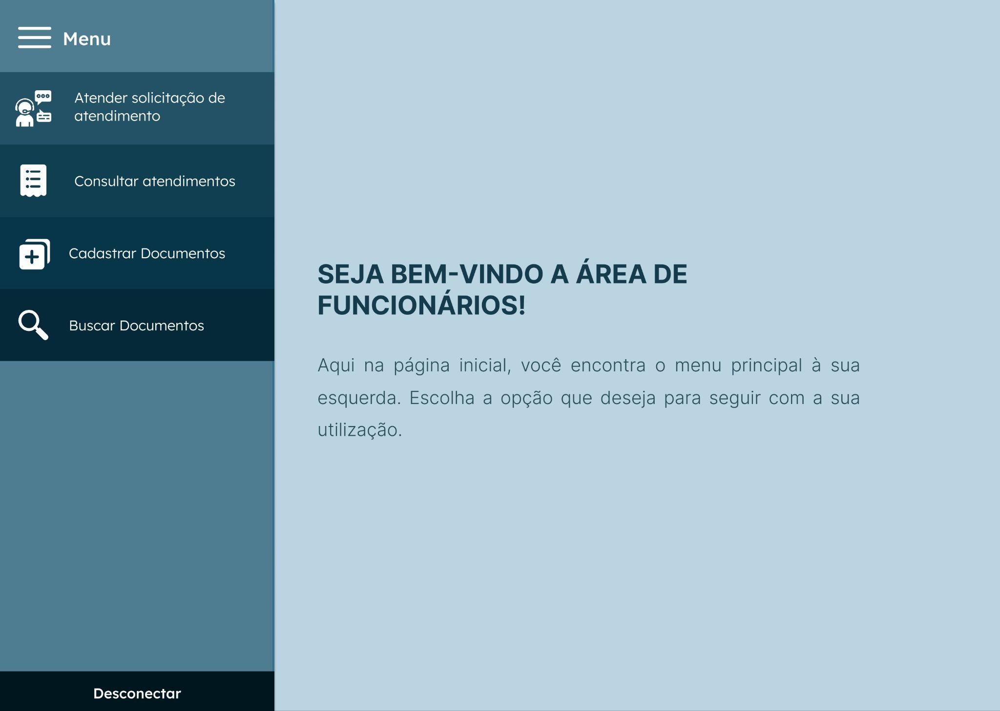 Menu
Atender solicitação de
atendimento
Consultar atendimentos
Cadastrar Documentos
Buscar Documentos
Desconectar
SEJA BEM-VINDO A ÁREA DE
FUNCIONÁRIOS!
Aqui na página inicial, você encontra o menu principal à sua
esquerda. Escolha a opção que deseja para seguir com a sua
utilização.